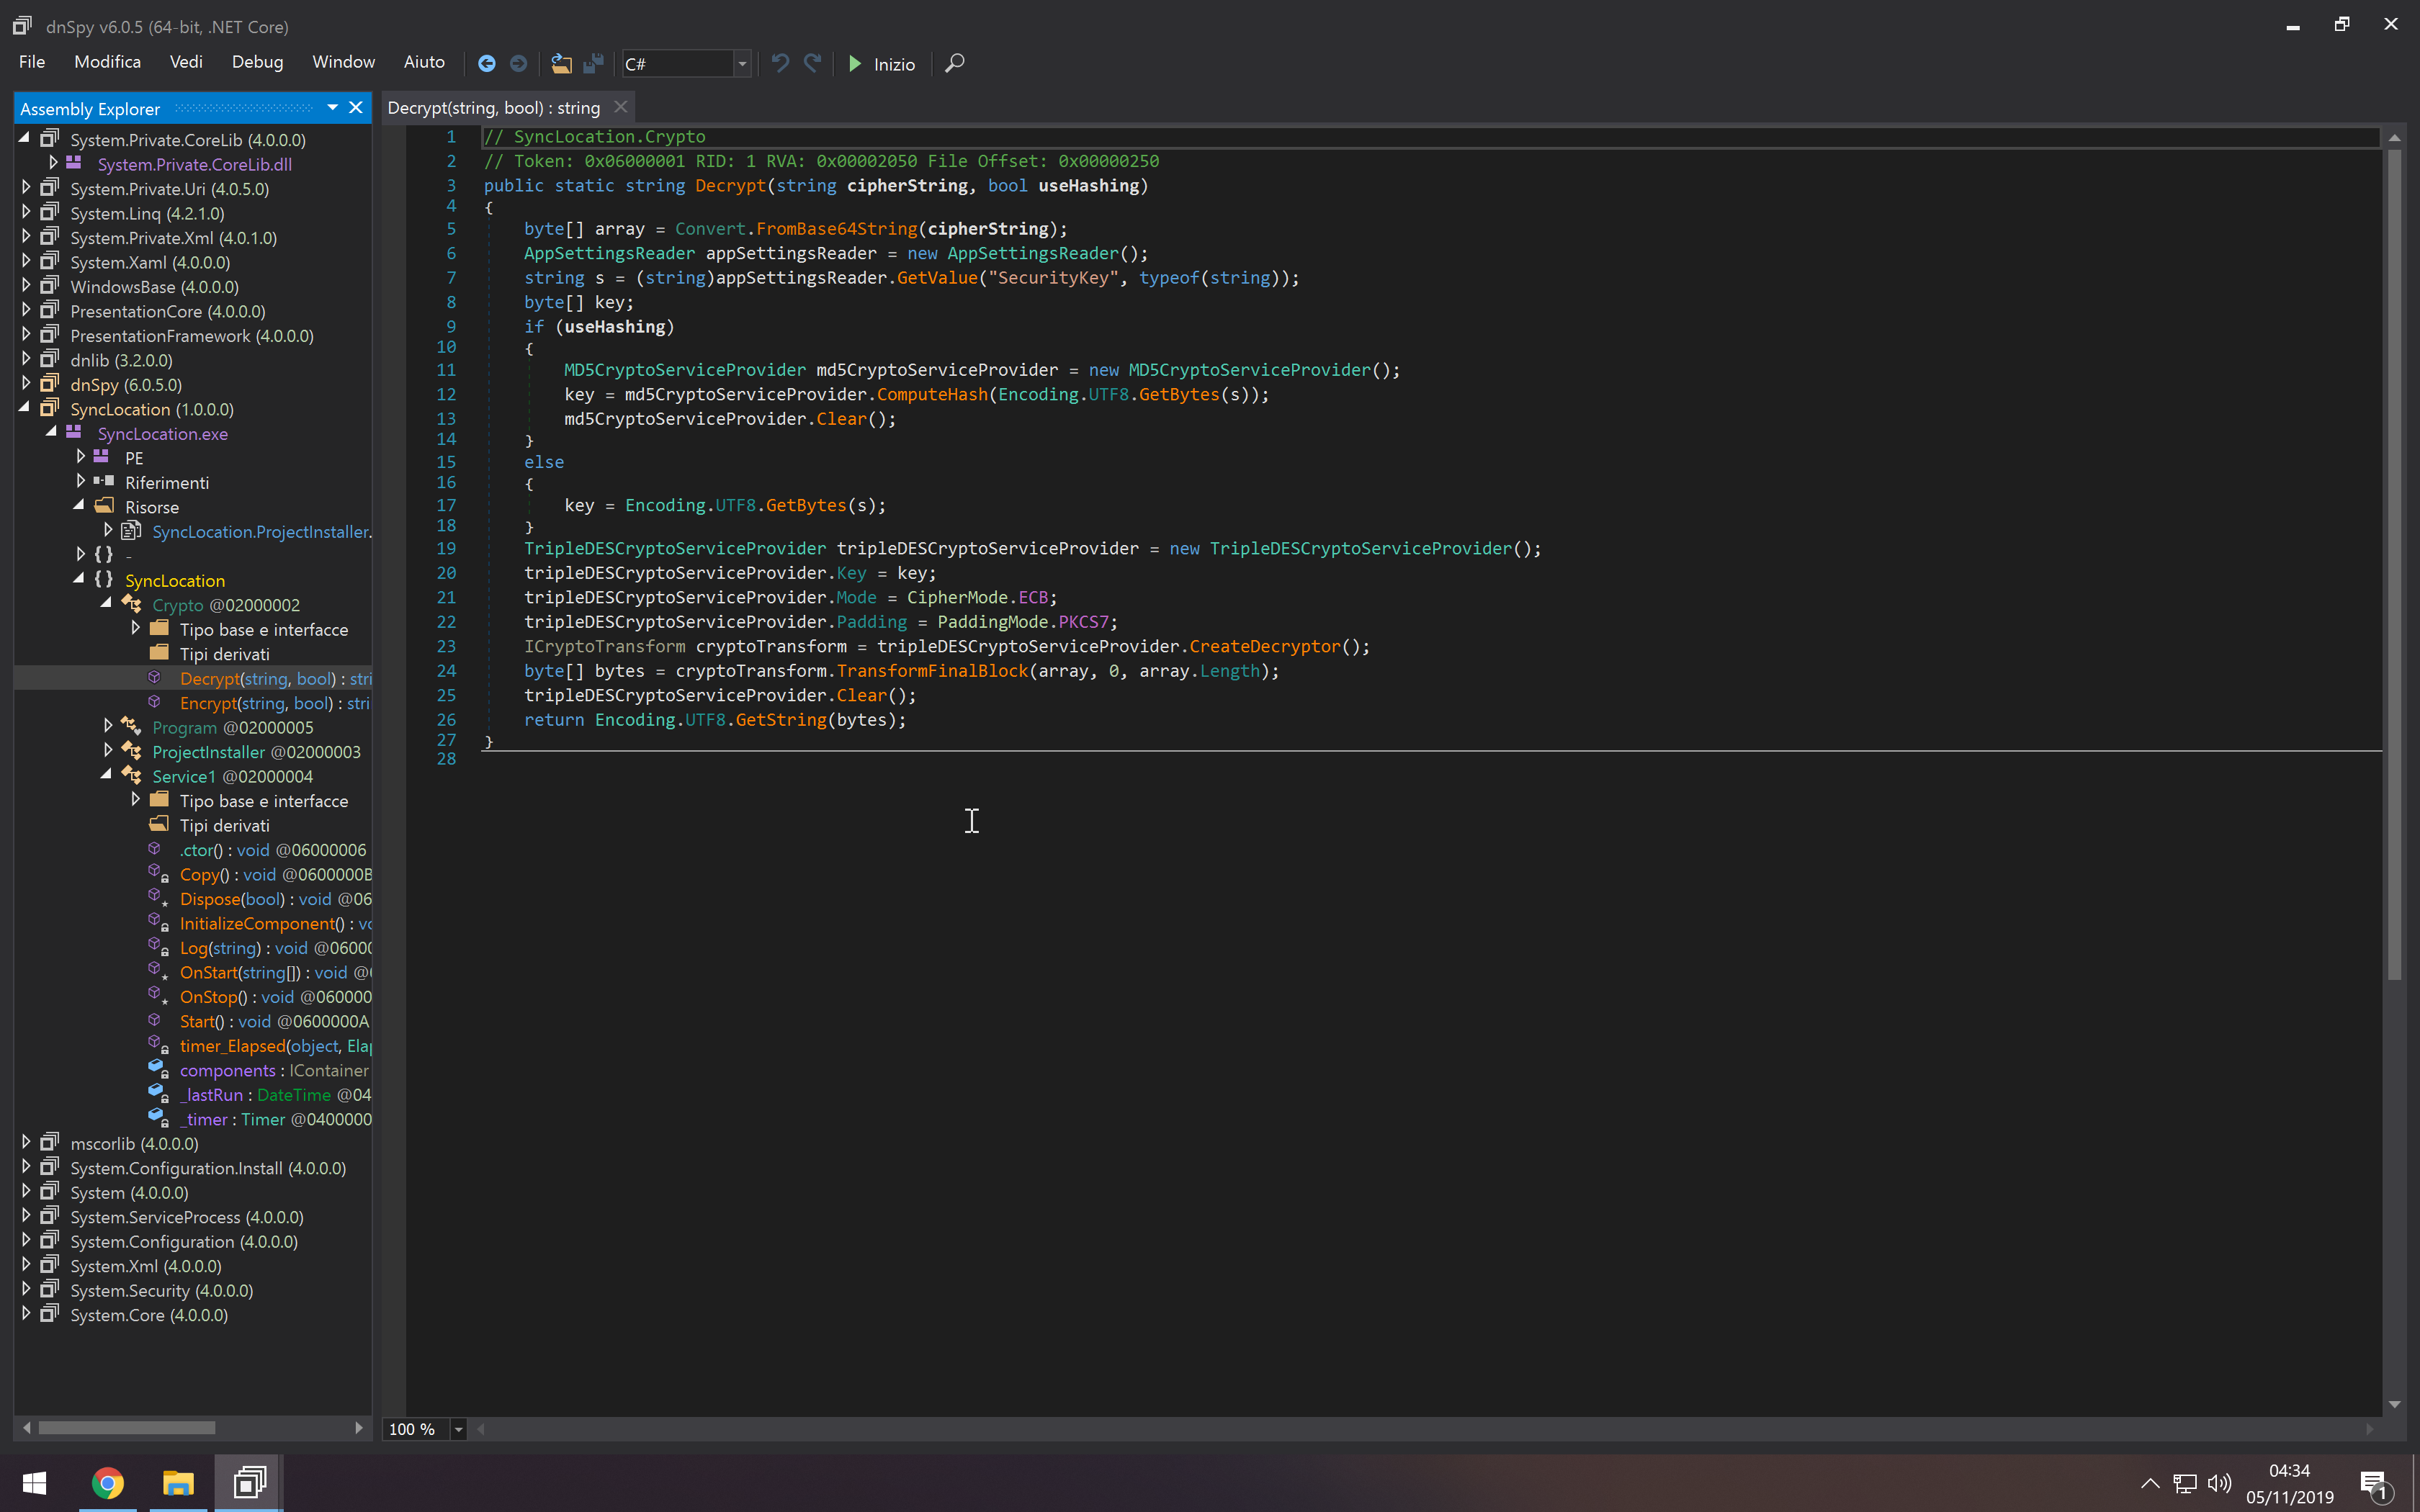 dnSpy v6.0.5 (64-bit, .NET Core)
File Modifica Vedi Debug Window Aiuto C# Inizio
Assembly Explorer
System.Private.CoreLib (4.0.0.0)
System.Private.CoreLib.dll
System.Private.Uri (4.0.5.0)
System.Linq (4.2.1.0)
System.Private.Xml (4.0.1.0)
System.Xaml (4.0.0.0)
WindowsBase (4.0.0.0)
PresentationCore (4.0.0.0)
PresentationFramework (4.0.0.0)
dnlib (3.2.0.0)
dnSpy (6.0.5.0)
SyncLocation (1.0.0.0)
SyncLocation.exe
PE
Riferimenti
Risorse
SyncLocation.ProjectInstaller.
{ } -
{ } SyncLocation
Crypto @02000002
Tipo base e interfacce
Tipi derivati
Decrypt(string, bool) : stri
Encrypt(string, bool) : stri
Program @02000005
ProjectInstaller @02000003
Service1 @02000004
Tipo base e interfacce
Tipi derivati
.ctor() : void @06000006
Copy() : void @0600000B
Dispose(bool) : void @06
InitializeComponent() : vo
Log(string) : void @0600
OnStart(string[]) : void @
OnStop() : void @060000
Start() : void @0600000A
timer_Elapsed(object, Elap
components : IContainer
_lastRun : DateTime @04
_timer : Timer @0400000
mscorlib (4.0.0.0)
System.Configuration.Install (4.0.0.0)
System (4.0.0.0)
System.ServiceProcess (4.0.0.0)
System.Configuration (4.0.0.0)
System.Xml (4.0.0.0)
System.Security (4.0.0.0)
System.Core (4.0.0.0)
Decrypt(string, bool) : string
1 // SyncLocation.Crypto
2 // Token: 0x06000001 RID: 1 RVA: 0x00002050 File Offset: 0x00000250
3 public static string Decrypt(string cipherString, bool useHashing)
4 {
5 byte[] array = Convert.FromBase64String(cipherString);
6 AppSettingsReader appSettingsReader = new AppSettingsReader();
7 string s = (string)appSettingsReader.GetValue("SecurityKey", typeof(string));
8 byte[] key;
9 if (useHashing)
10 {
11 MD5CryptoServiceProvider md5CryptoServiceProvider = new MD5CryptoServiceProvider();
12 key = md5CryptoServiceProvider.ComputeHash(Encoding.UTF8.GetBytes(s));
13 md5CryptoServiceProvider.Clear();
14 }
15 else
16 {
17 key = Encoding.UTF8.GetBytes(s);
18 }
19 TripleDESCryptoServiceProvider tripleDESCryptoServiceProvider = new TripleDESCryptoServiceProvider();
20 tripleDESCryptoServiceProvider.Key = key;
21 tripleDESCryptoServiceProvider.Mode = CipherMode.ECB;
22 tripleDESCryptoServiceProvider.Padding = PaddingMode.PKCS7;
23 ICryptoTransform cryptoTransform = tripleDESCryptoServiceProvider.CreateDecryptor();
24 byte[] bytes = cryptoTransform.TransformFinalBlock(array, 0, array.Length);
25 tripleDESCryptoServiceProvider.Clear();
26 return Encoding.UTF8.GetString(bytes);
27 }
28
100 %
04:34
05/11/2019
1